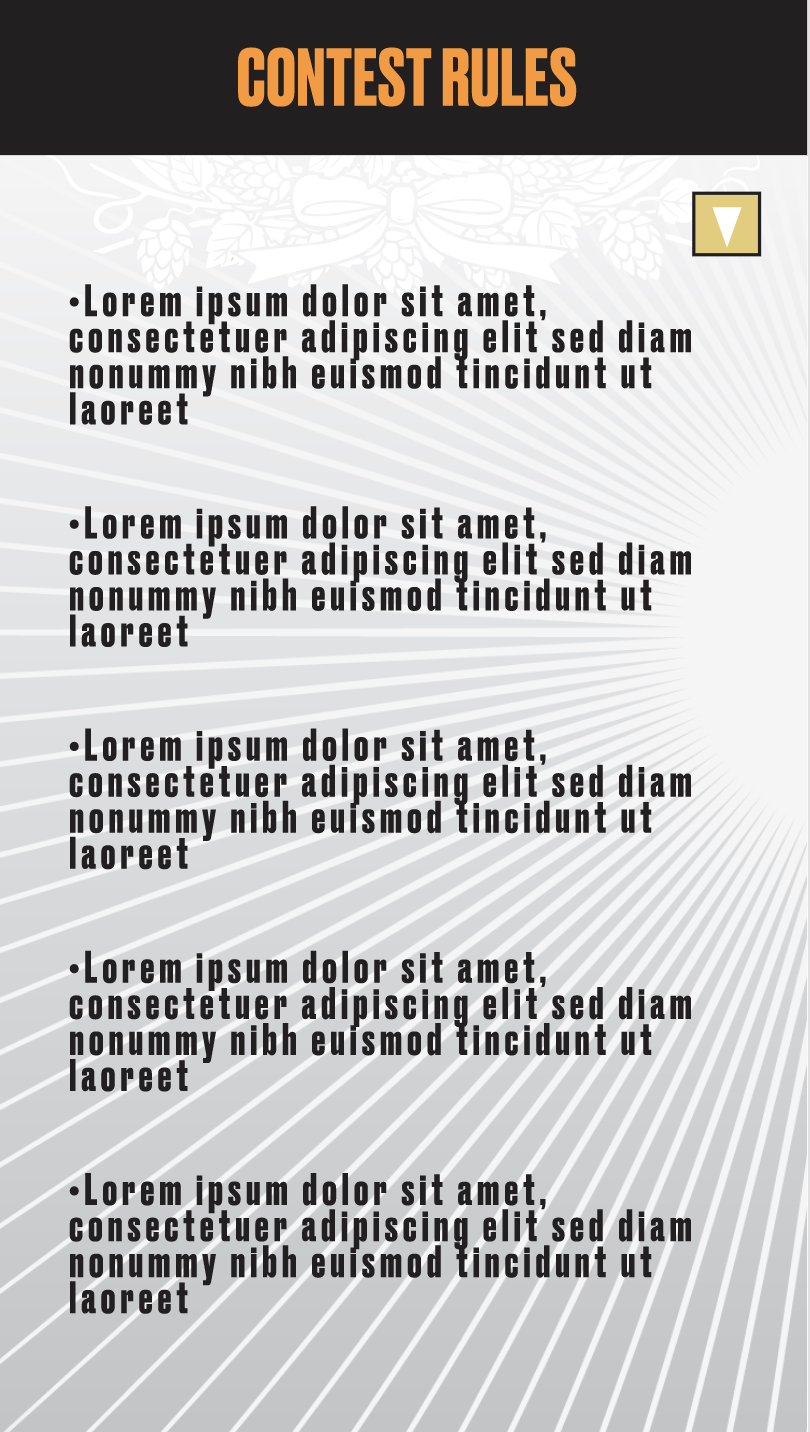 CONTEST RULES
•Lorem ipsum dolor sit amet,
consectetuer adipiscing elit sed diam
nonummy nibh euismod tincidunt ut
laoreet
•Lorem ipsum dolor sit amet,
consectetuer adipiscing elit sed diam
nonummy nibh euismod tincidunt ut
laoreet
•Lorem ipsum dolor sit amet,
consectetuer adipiscing elit sed diam
nonummy nibh euismod tincidunt ut
laoreet
•Lorem ipsum dolor sit amet,
consectetuer adipiscing elit sed diam
nonummy nibh euismod tincidunt ut
laoreet
•Lorem ipsum dolor sit amet,
consectetuer adipiscing elit sed diam
nonummy nibh euismod tincidunt ut
laoreet